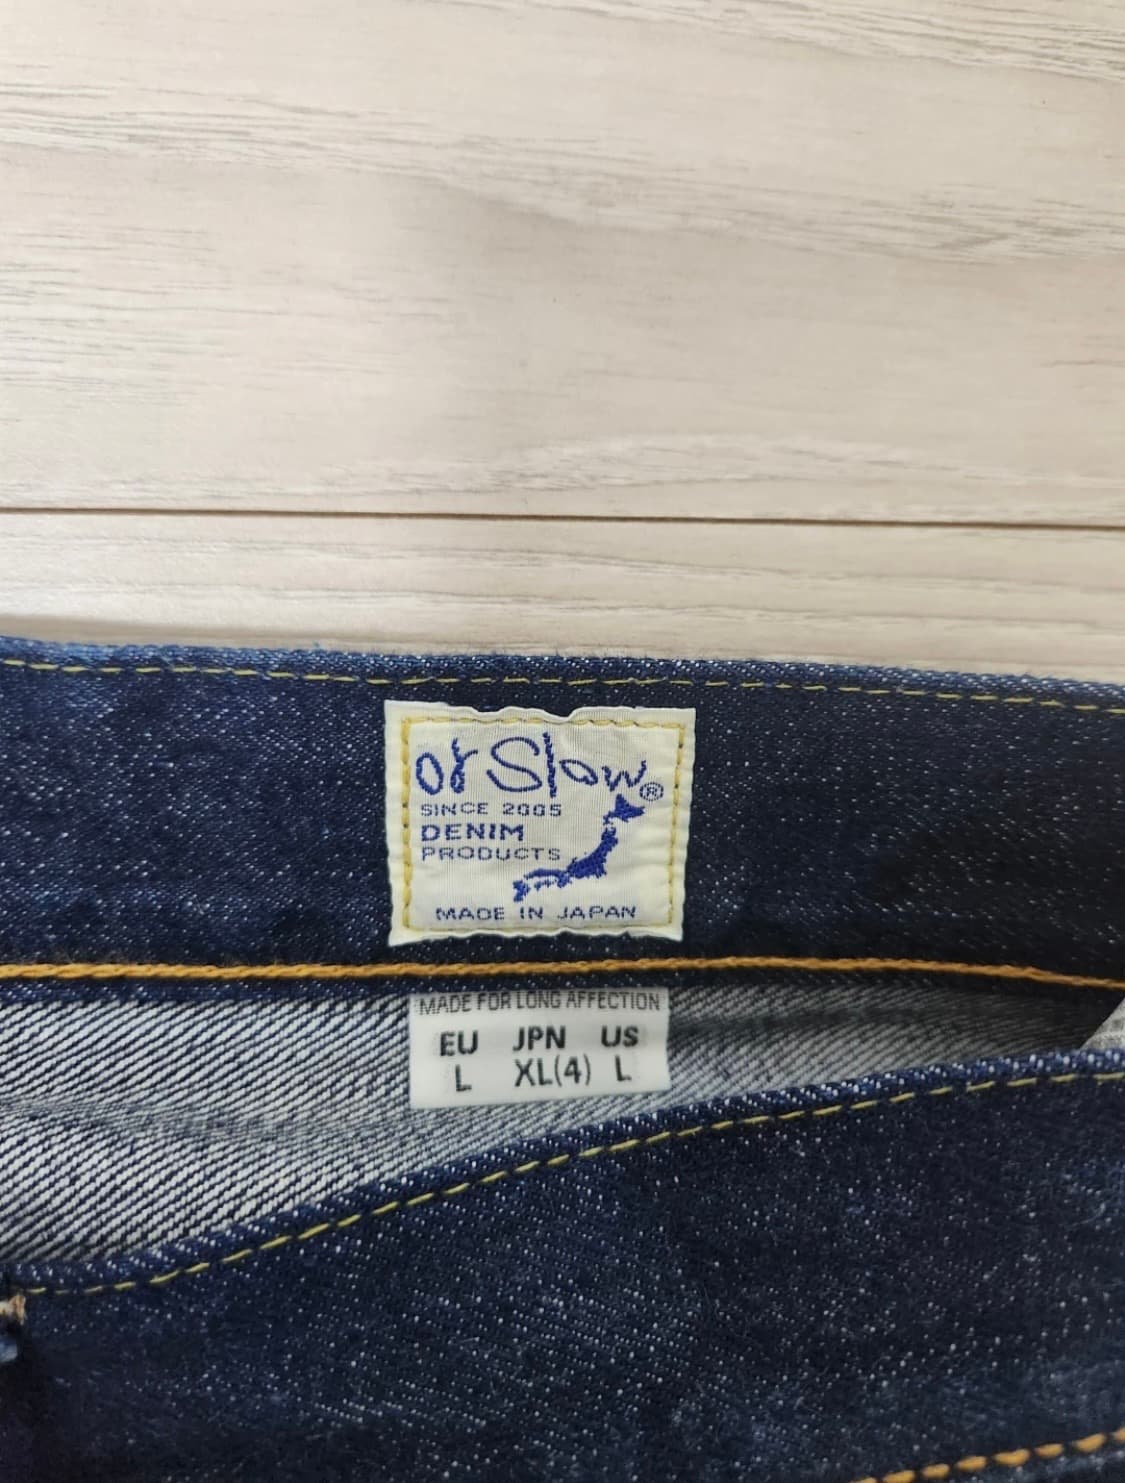 or Slow®
SINCE 2005
DENIM
PRODUCTS
MADE IN JAPAN
MADE FOR LONG AFFECTION
EU JPN US
L XL(4) L